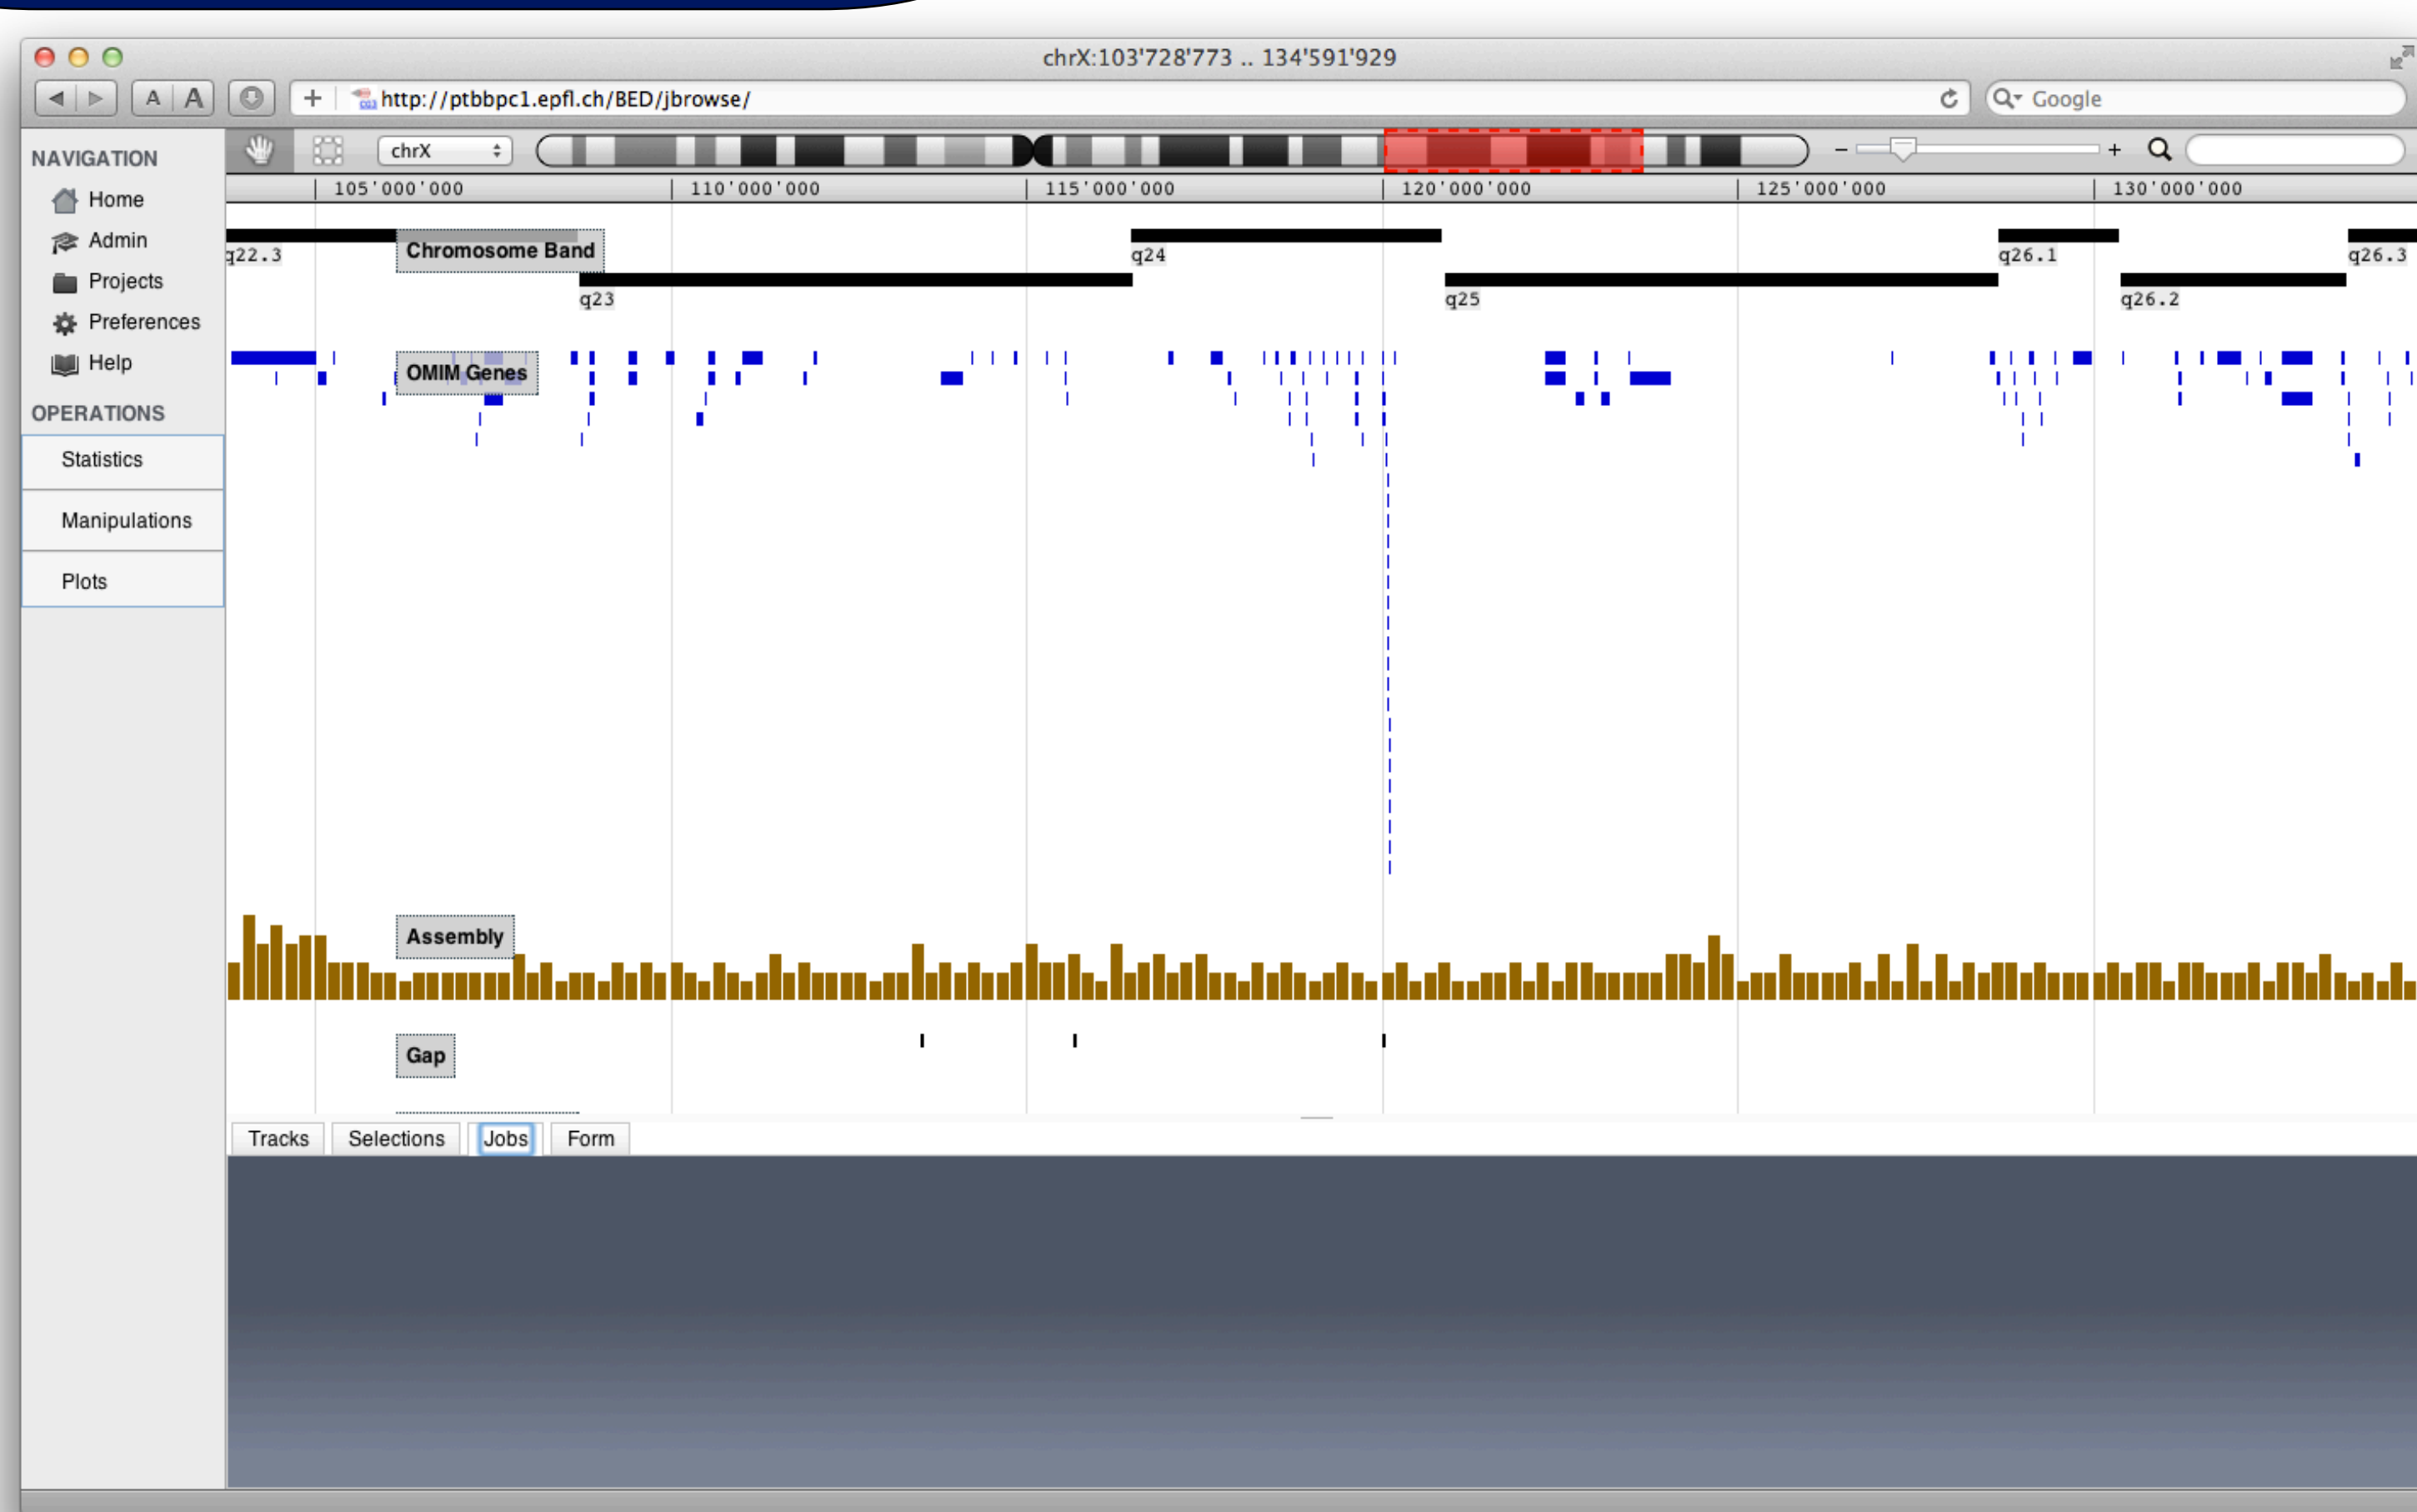 chrX:103'728'773 .. 134'591'929
A A + http://ptbbpc1.epfl.ch/BED/jbrowse/ Google
NAVIGATION
Home
Admin
Projects
Preferences
Help
OPERATIONS
Statistics
Manipulations
Plots
chrX
− +
105'000'000 110'000'000 115'000'000 120'000'000 125'000'000 130'000'000
Chromosome Band
q22.3 q24 q26.1 q26.3
q23 q25 q26.2
OMIM Genes
Assembly
Gap
Tracks Selections Jobs Form